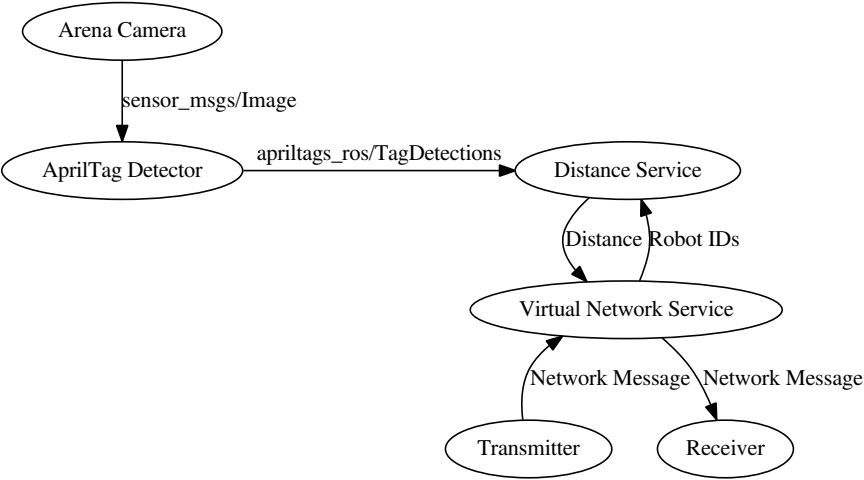 Arena Camera
sensor_msgs/Image
apriltags_ros/TagDetections
AprilTag Detector
Distance Service
Distance
Robot IDs
Virtual Network Service
Network Message
Network Message
Transmitter
Receiver